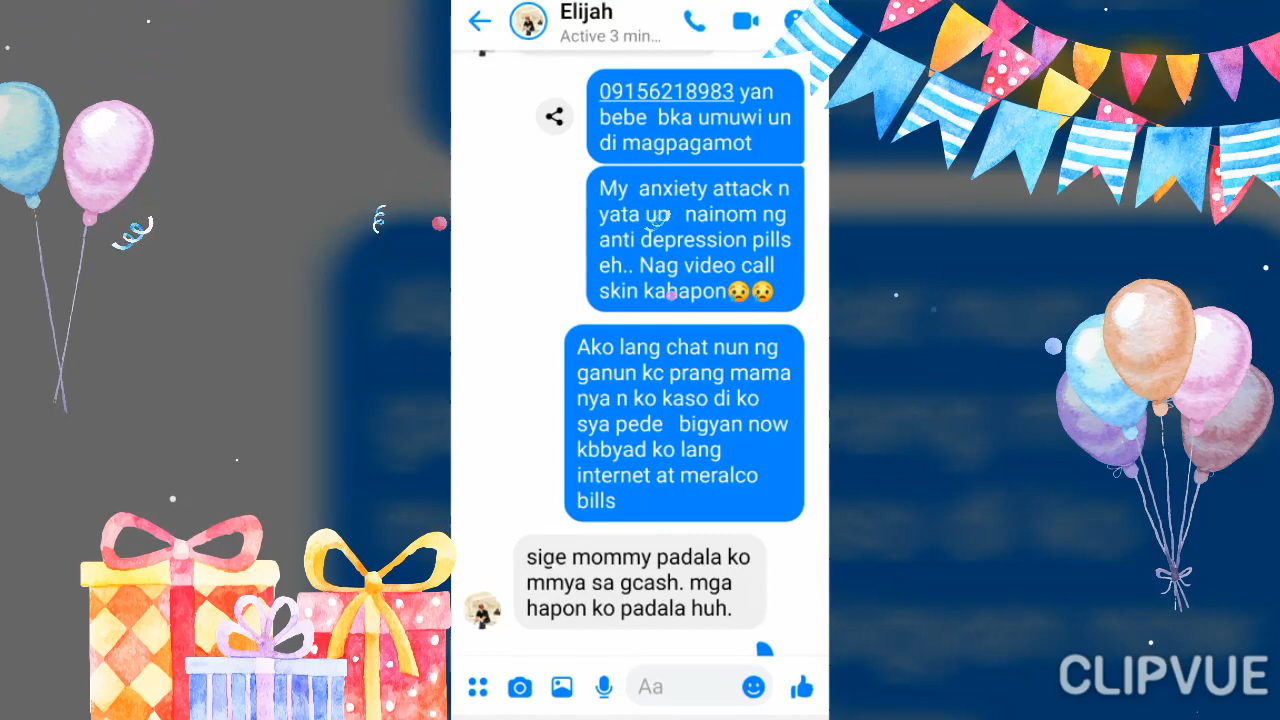 Elijah
Active 3 min...
09156218983 yan
bebe bka umuwi un
di magpagamot
My anxiety attack n
yata un nainom ng
anti depression pills
eh.. Nag video call
skin kahapon😥😥
Ako lang chat nun ng
ganun kc prang mama
nya n ko kaso di ko
sya pede bigyan now
kbbyad ko lang
internet at meralco
bills
sige mommy padala ko
mmya sa gcash. mga
hapon ko padala huh.
Aa
CLIPVUE